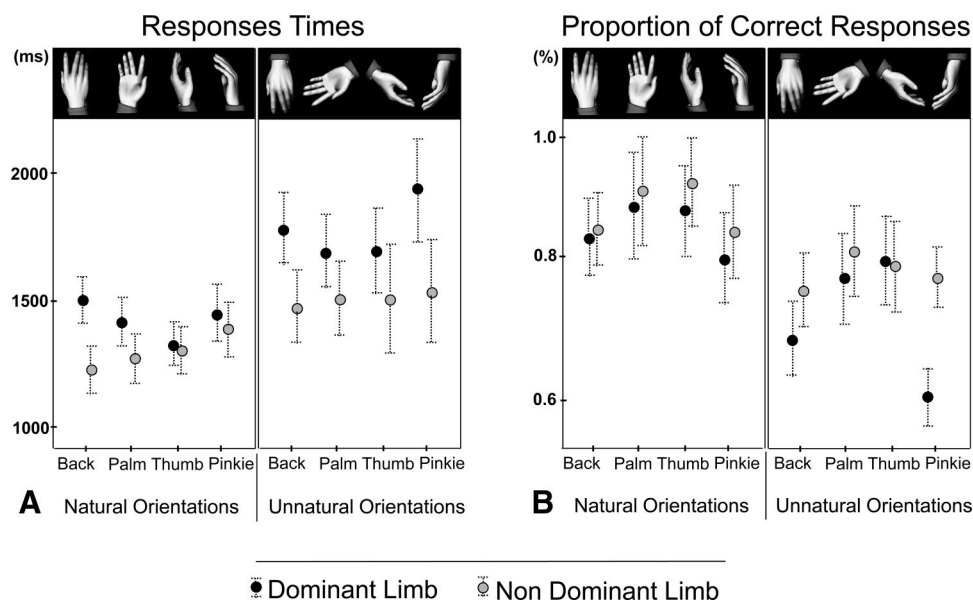 Responses Times
Proportion of Correct Responses
(ms)
(%)
2000
1500
1000
1.0
0.8
0.6
Back Palm Thumb Pinkie
Back Palm Thumb Pinkie
Back Palm Thumb Pinkie
Back Palm Thumb Pinkie
A Natural Orientations Unnatural Orientations
B Natural Orientations Unnatural Orientations
Dominant Limb Non Dominant Limb